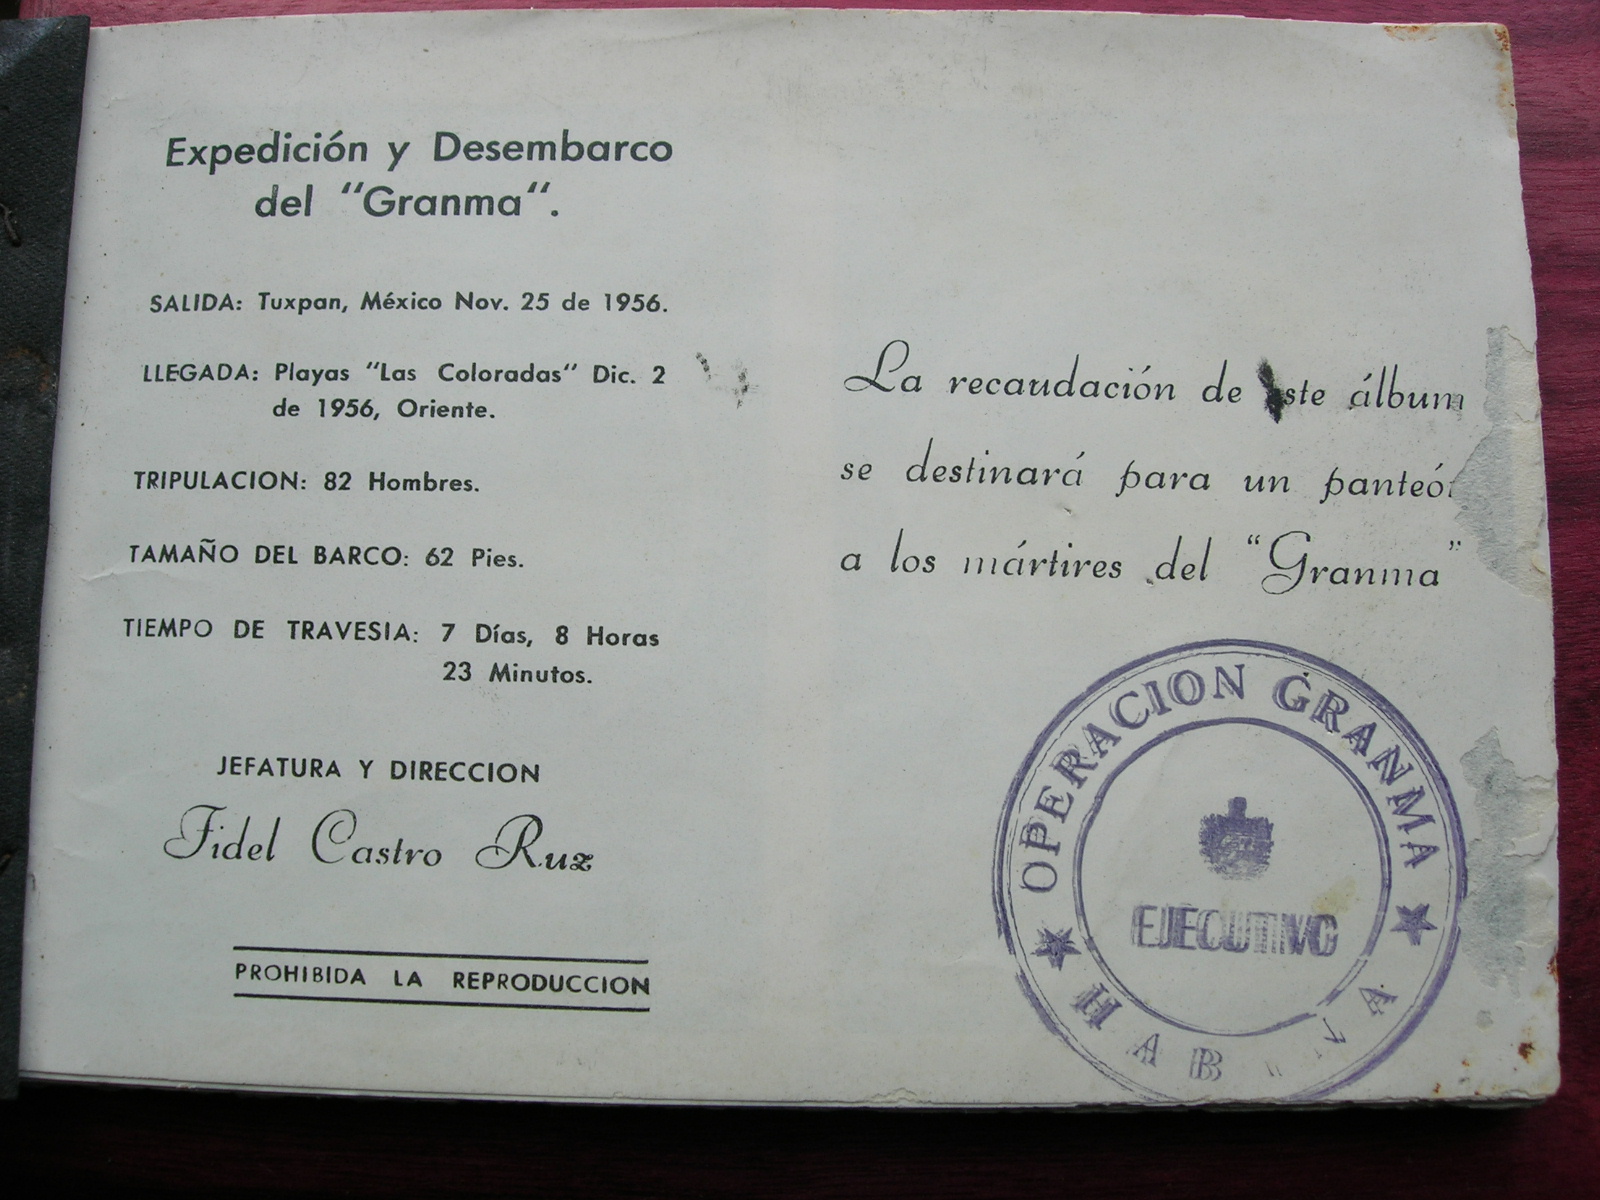 Expedición y Desembarco
del “Granma“.
SALIDA: Tuxpan, México Nov. 25 de 1956.
LLEGADA: Playas “Las Coloradas” Dic. 2
de 1956, Oriente.
TRIPULACION: 82 Hombres.
TAMAÑO DEL BARCO: 62 Pies.
TIEMPO DE TRAVESIA: 7 Días, 8 Horas
23 Minutos.
JEFATURA Y DIRECCION
Fidel Castro Ruz
PROHIBIDA LA REPRODUCCION
La recaudación de este álbum
se destinará para un panteón
a los mártires del “Granma”
OPERACION GRANMA
EJECUTIVO
HABANA